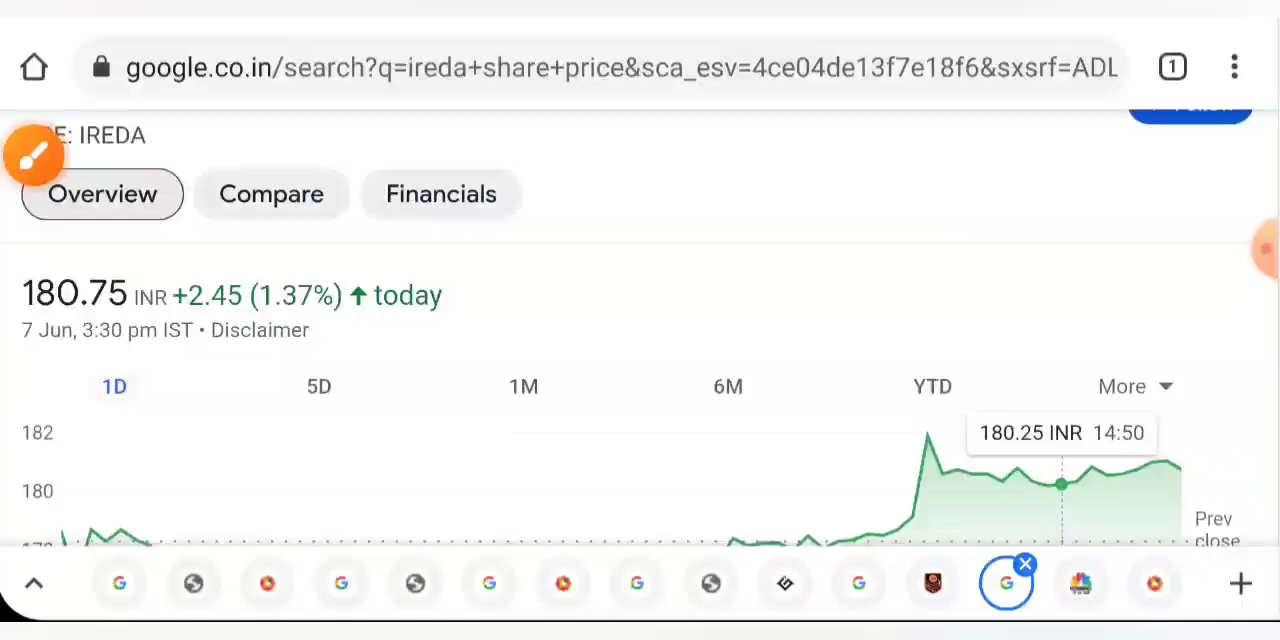 google.co.in/search?q=ireda+share+price&sca_esv=4ce04de13f7e18f6&sxsrf=ADL
1
E: IREDA
Overview Compare Financials
180.75 INR +2.45 (1.37%) ↑ today
7 Jun, 3:30 pm IST • Disclaimer
1D 5D 1M 6M YTD More
182
180.25 INR 14:50
180
Prev
close